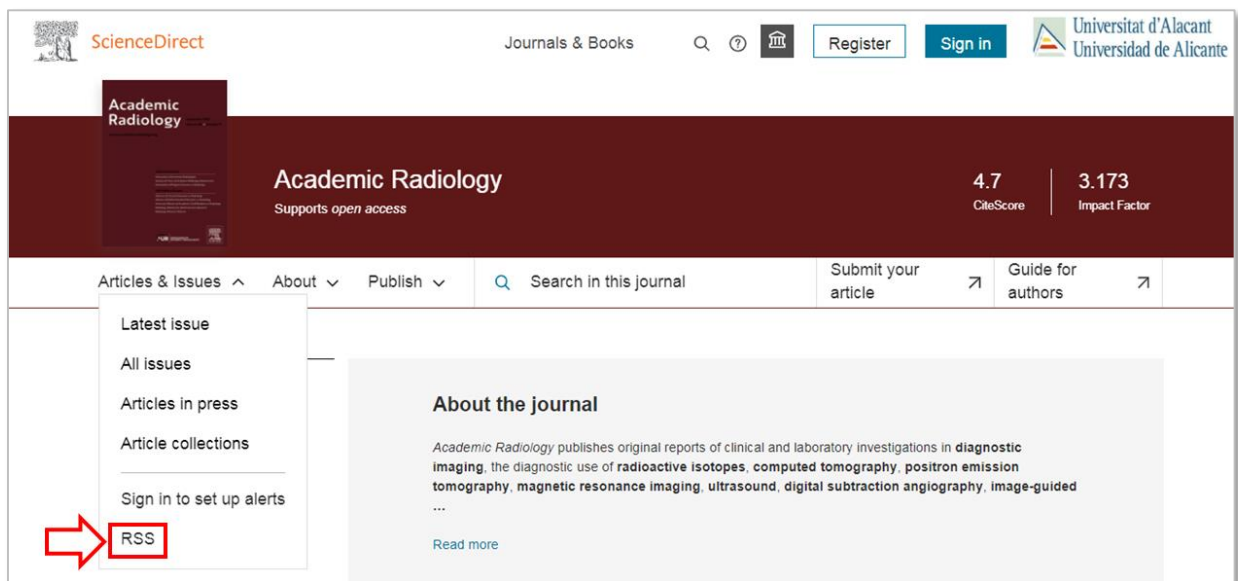 ScienceDirect
Journals & Books
Register
Sign in
Universitat d'Alacant
Universidad de Alicante
Academic
Radiology
Academic Radiology
Supports open access
4.7
CiteScore
3.173
Impact Factor
Articles & Issues
About
Publish
Search in this journal
Submit your
article
Guide for
authors
Latest issue
All issues
Articles in press
Article collections
Sign in to set up alerts
RSS
About the journal
Academic Radiology publishes original reports of clinical and laboratory investigations in diagnostic
imaging, the diagnostic use of radioactive isotopes, computed tomography, positron emission
tomography, magnetic resonance imaging, ultrasound, digital subtraction angiography, image-guided
...
Read more